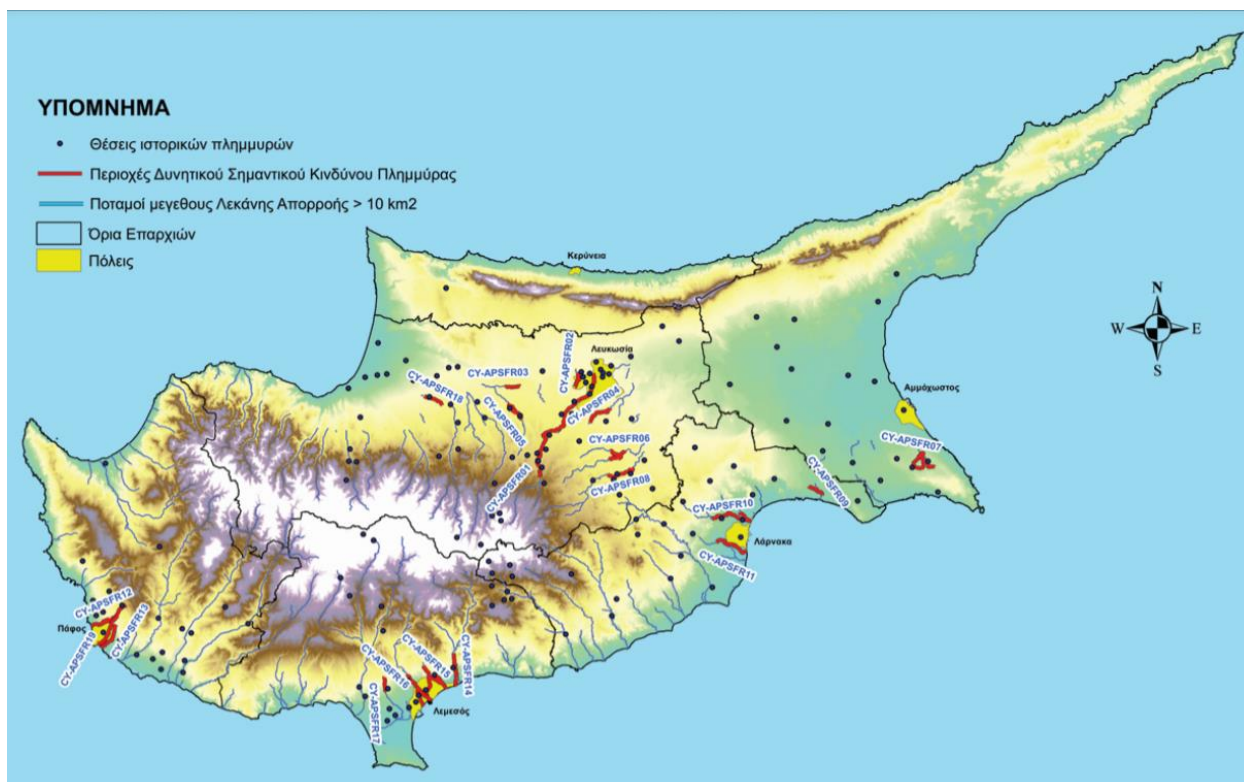 ΥΠΟΜΝΗΜΑ
Θέσεις ιστορικών πλημμυρών
Περιοχές Δυνητικού Σημαντικού Κινδύνου Πλημμύρας
Ποταμοί μεγεθους Λεκάνης Απορροής > 10 km2
Όρια Επαρχιών
Πόλεις
Κερύνεια
N
W E
S
CY-APSFR02
Λευκωσία
CY-APSFR03
CY-APSFR18
CY-APSFR04
Αμμόχωστος
CY-APSFR05
CY-APSFR06
CY-APSFR07
CY-APSFR01
CY-APSFR08
CY-APSFR09
CY-APSFR10
Λάρνακα
CY-APSFR11
CY-APSFR12
Πάφος
CY-APSFR13
CY-APSFR19
CY-APSFR14
CY-APSFR15
CY-APSFR16
CY-APSFR17
Λεμεσός